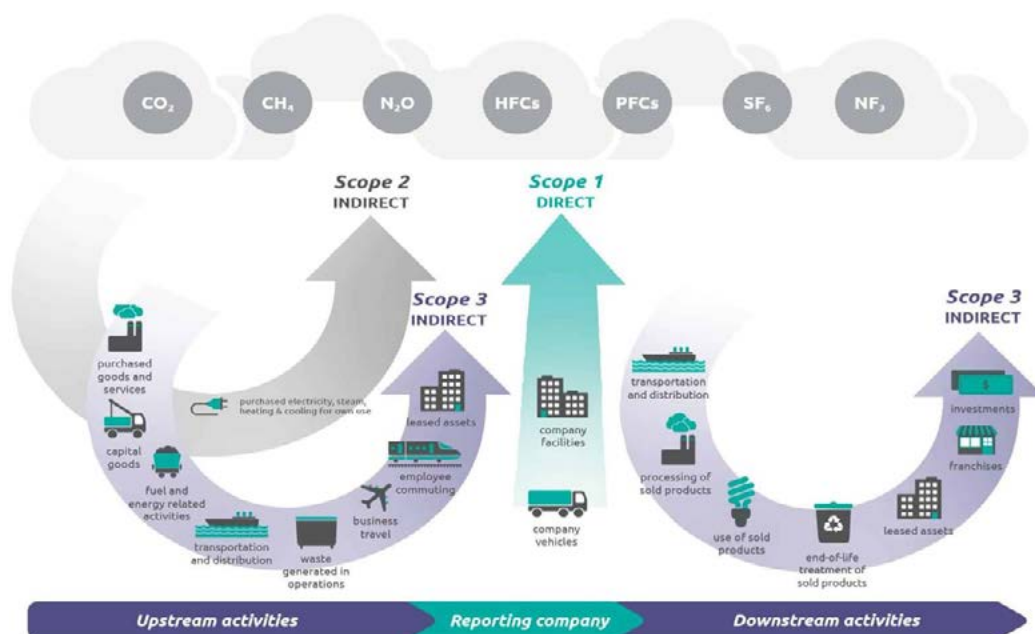 CO₂
CH₄
N₂O
HFCs
PFCs
SF₆
NF₃
Scope 2
INDIRECT
Scope 1
DIRECT
Scope 3
INDIRECT
Scope 3
INDIRECT
purchased
goods and
services
capital
goods
fuel and
energy related
activities
transportation
and distribution
waste
generated in
operations
business
travel
employee
commuting
leased assets
purchased electricity, steam,
heating & cooling for own use
company
facilities
company
vehicles
transportation
and distribution
processing of
sold products
use of sold
products
end-of-life
treatment of
sold products
leased assets
franchises
$
investments
Upstream activities
Reporting company
Downstream activities